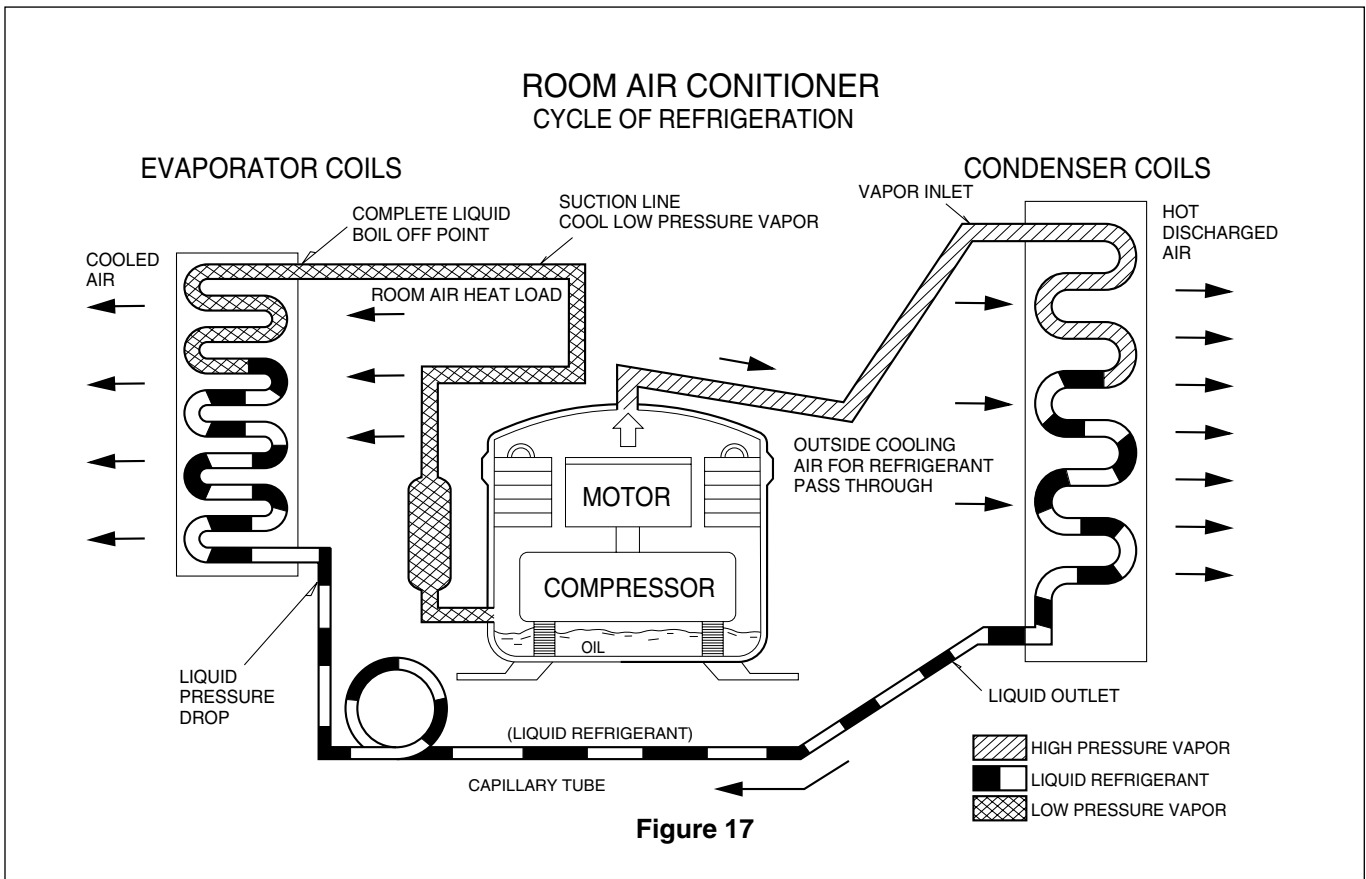 ROOM AIR CONITIONER
CYCLE OF REFRIGERATION
EVAPORATOR COILS
CONDENSER COILS
COMPLETE LIQUID
BOIL OFF POINT
SUCTION LINE
COOL LOW PRESSURE VAPOR
VAPOR INLET
HOT
DISCHARGED
AIR
COOLED
AIR
ROOM AIR HEAT LOAD
OUTSIDE COOLING
AIR FOR REFRIGERANT
PASS THROUGH
MOTOR
COMPRESSOR
OIL
LIQUID
PRESSURE
DROP
(LIQUID REFRIGERANT)
CAPILLARY TUBE
LIQUID OUTLET
HIGH PRESSURE VAPOR
LIQUID REFRIGERANT
LOW PRESSURE VAPOR
Figure 17